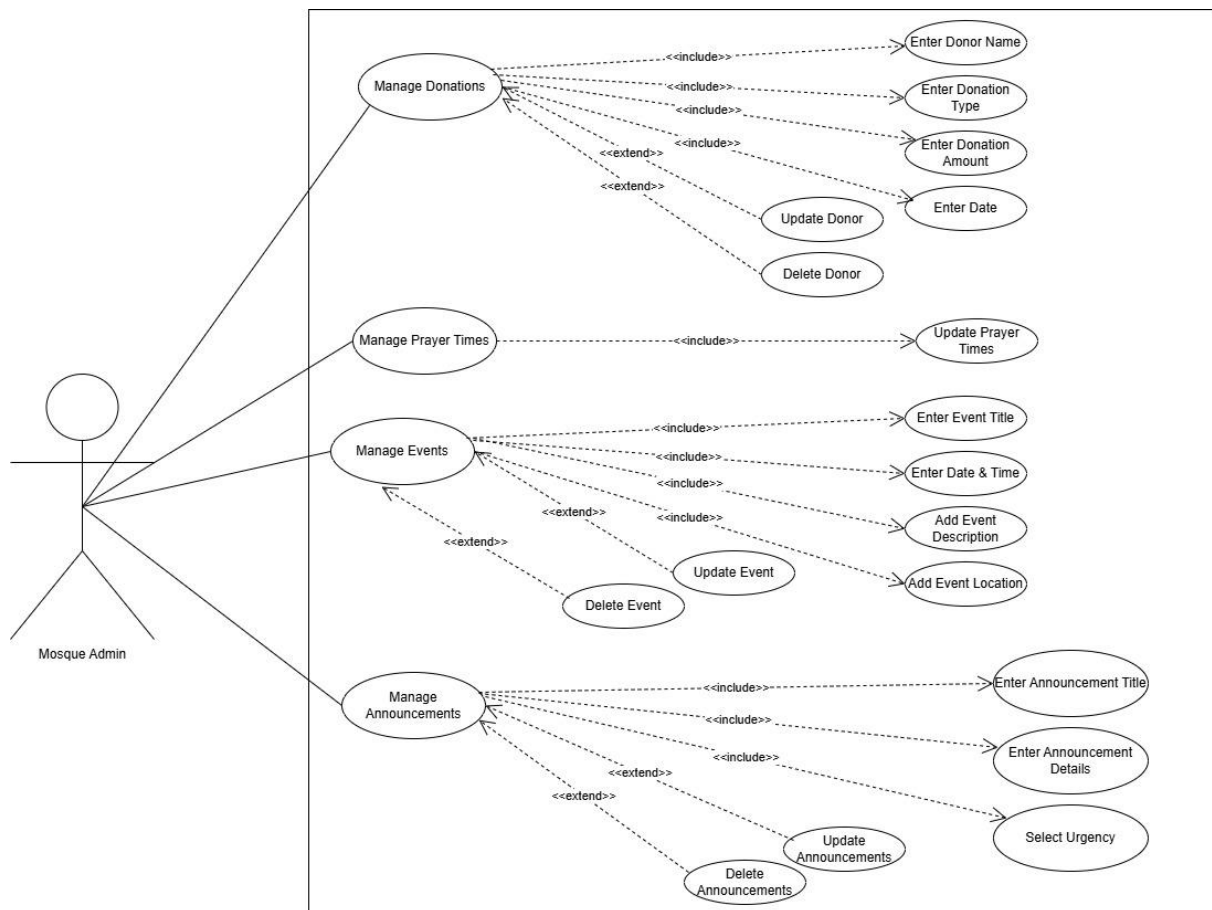 Enter Donor Name
<<include>>
Manage Donations
<<include>>
Enter Donation
Type
<<include>>
<<include>>
Enter Donation
Amount
<<extend>>
<<extend>>
Enter Date
Update Donor
Delete Donor
Manage Prayer Times
<<include>>
Update Prayer
Times
Enter Event Title
<<include>>
Manage Events
<<include>>
Enter Date & Time
<<include>>
<<extend>>
<<include>>
Add Event
Description
<<extend>>
Update Event
Add Event Location
Delete Event
Mosque Admin
Manage
Announcements
<<include>>
Enter Announcement Title
<<include>>
Enter Announcement
Details
<<include>>
<<extend>>
<<extend>>
Select Urgency
Update
Announcements
Delete
Announcements